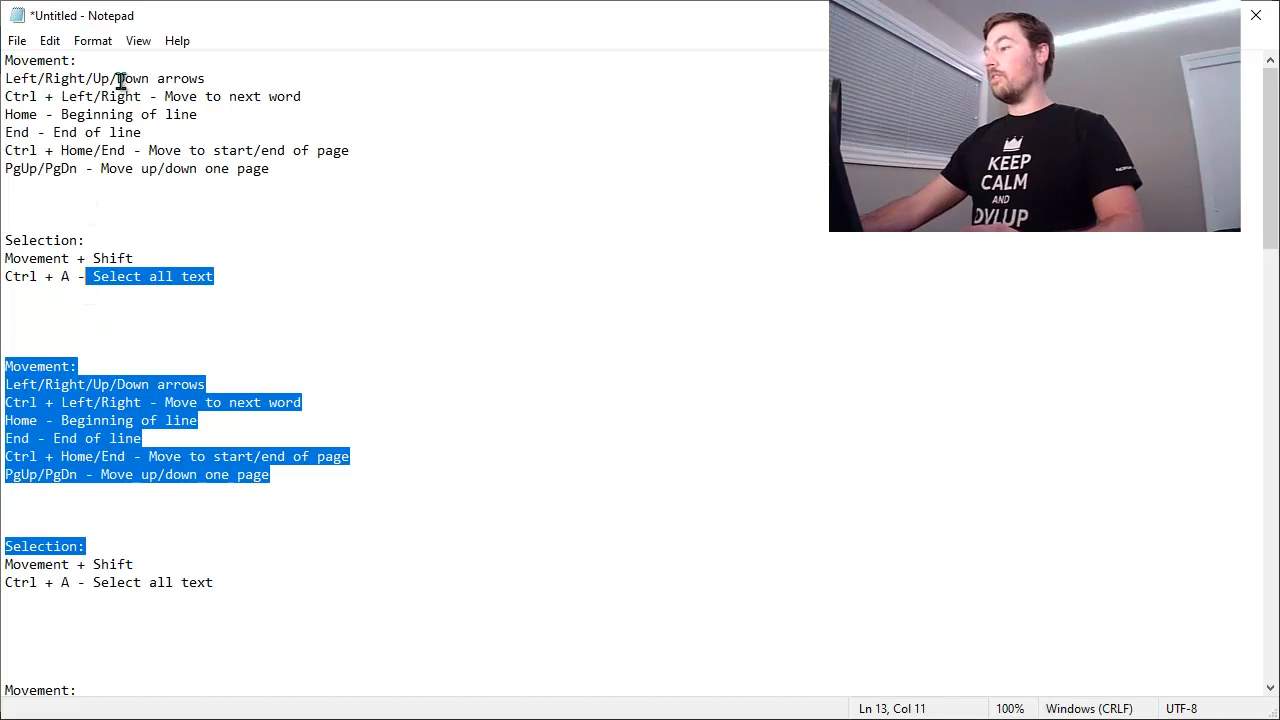 *Untitled - Notepad
File Edit Format View Help
Movement:
Left/Right/Up/Down arrows
Ctrl + Left/Right - Move to next word
Home - Beginning of line
End - End of line
Ctrl + Home/End - Move to start/end of page
PgUp/PgDn - Move up/down one page
Selection:
Movement + Shift
Ctrl + A - Select all text
Movement:
Left/Right/Up/Down arrows
Ctrl + Left/Right - Move to next word
Home - Beginning of line
End - End of line
Ctrl + Home/End - Move to start/end of page
PgUp/PgDn - Move up/down one page
Selection:
Movement + Shift
Ctrl + A - Select all text
Movement:
KEEP
CALM
AND
DVLUP
Ln 13, Col 11 100% Windows (CRLF) UTF-8